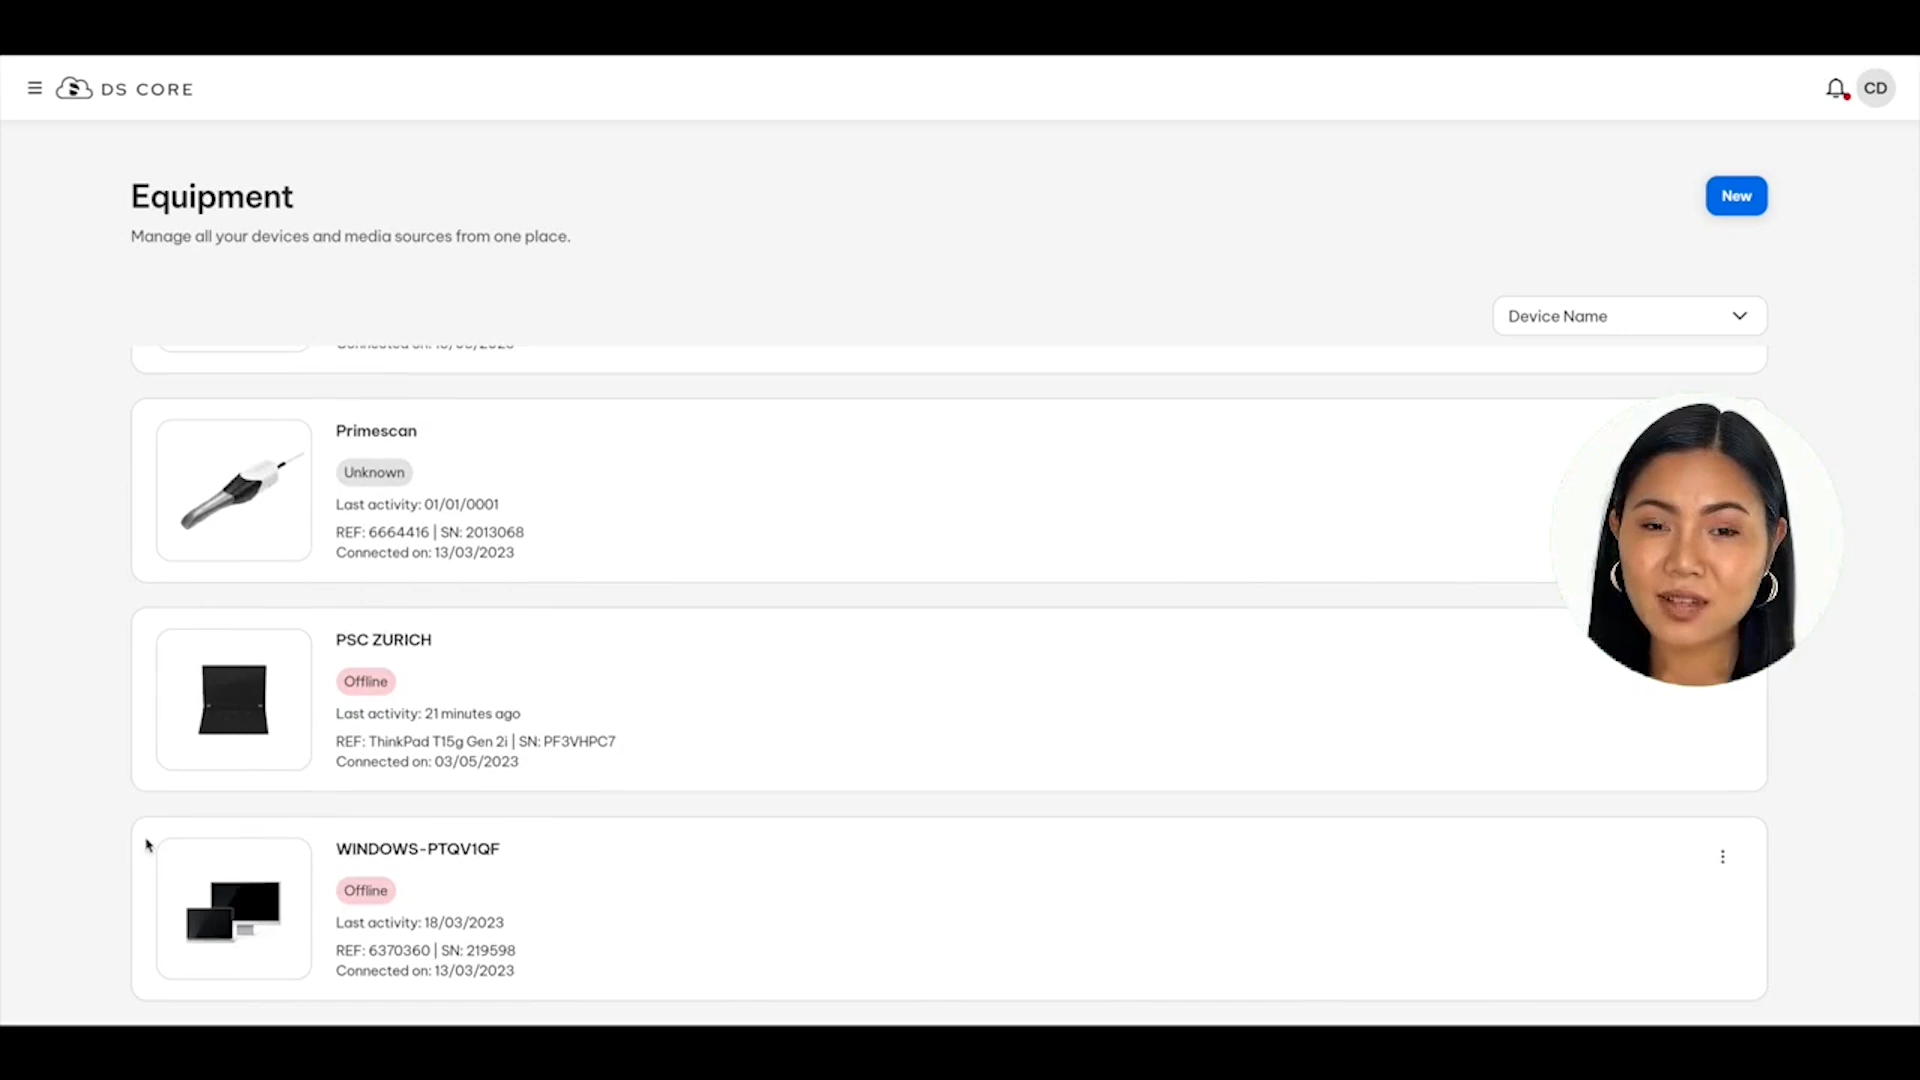 DS CORE
CD
Equipment
New
Manage all your devices and media sources from one place.
Device Name
Primescan
Unknown
Last activity: 01/01/0001
REF: 6664416 | SN: 2013068
Connected on: 13/03/2023
PSC ZURICH
Offline
Last activity: 21 minutes ago
REF: ThinkPad T15g Gen 2i | SN: PF3VHPC7
Connected on: 03/05/2023
WINDOWS-PTQV1QF
Offline
Last activity: 18/03/2023
REF: 6370360 | SN: 219598
Connected on: 13/03/2023